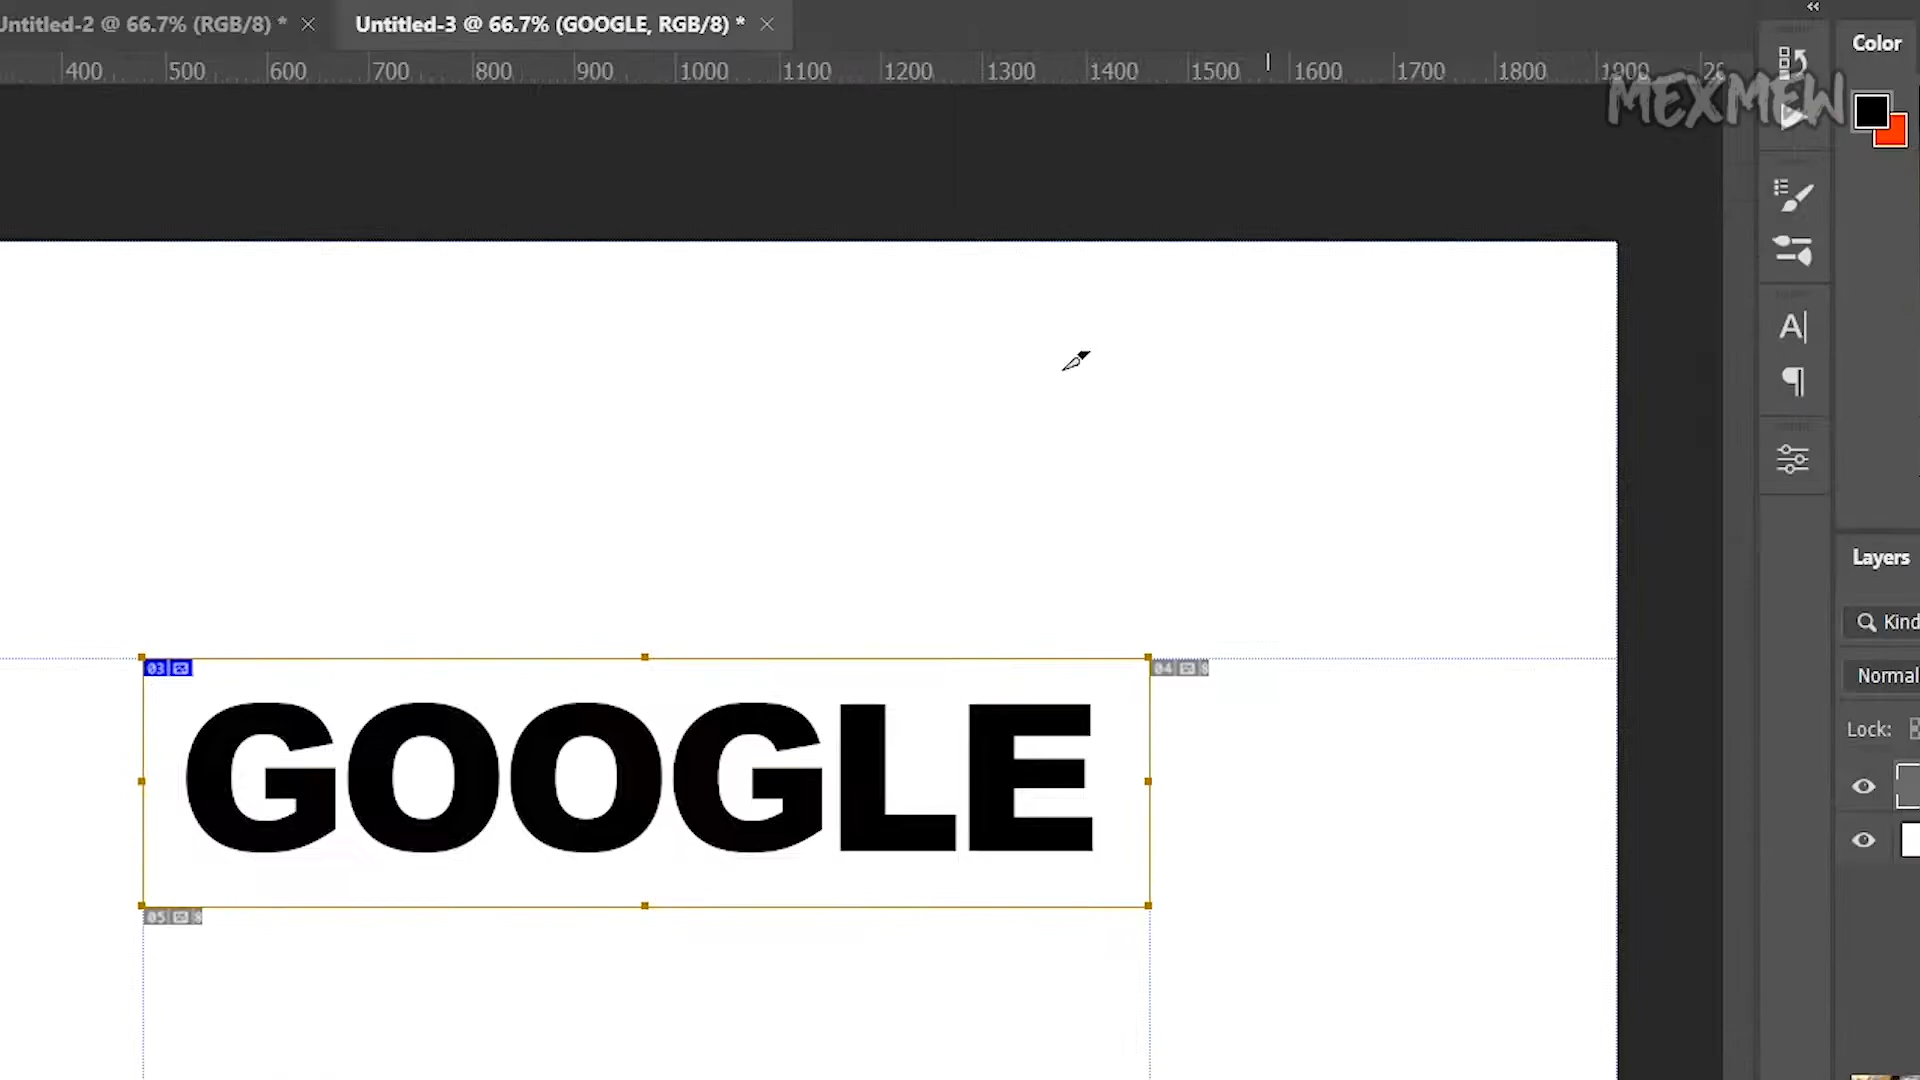 Untitled-2 @ 66.7% (RGB/8) *
Untitled-3 @ 66.7% (GOOGLE, RGB/8) *
400 500 600 700 800 900 1000 1100 1200 1300 1400 1500 1600 1700 1800 1900
Color
MEXMEW
Layers
Kind
Normal
Lock:
03
04
GOOGLE
05